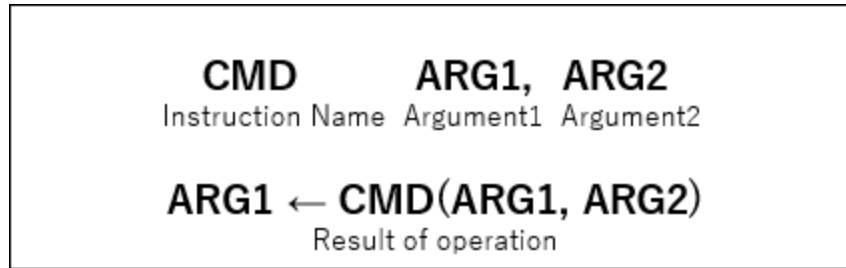 CMD ARG1, ARG2
Instruction Name Argument1 Argument2
ARG1 ← CMD(ARG1, ARG2)
Result of operation